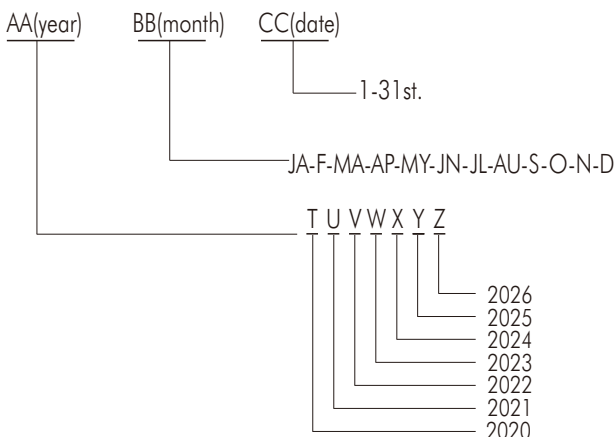 AA(year) BB(month) CC(date)
1-31st.
JA-F-MA-AP-MY-JN-JL-AU-S-O-N-D
T U V W X Y Z
2026
2025
2024
2023
2022
2021
2020